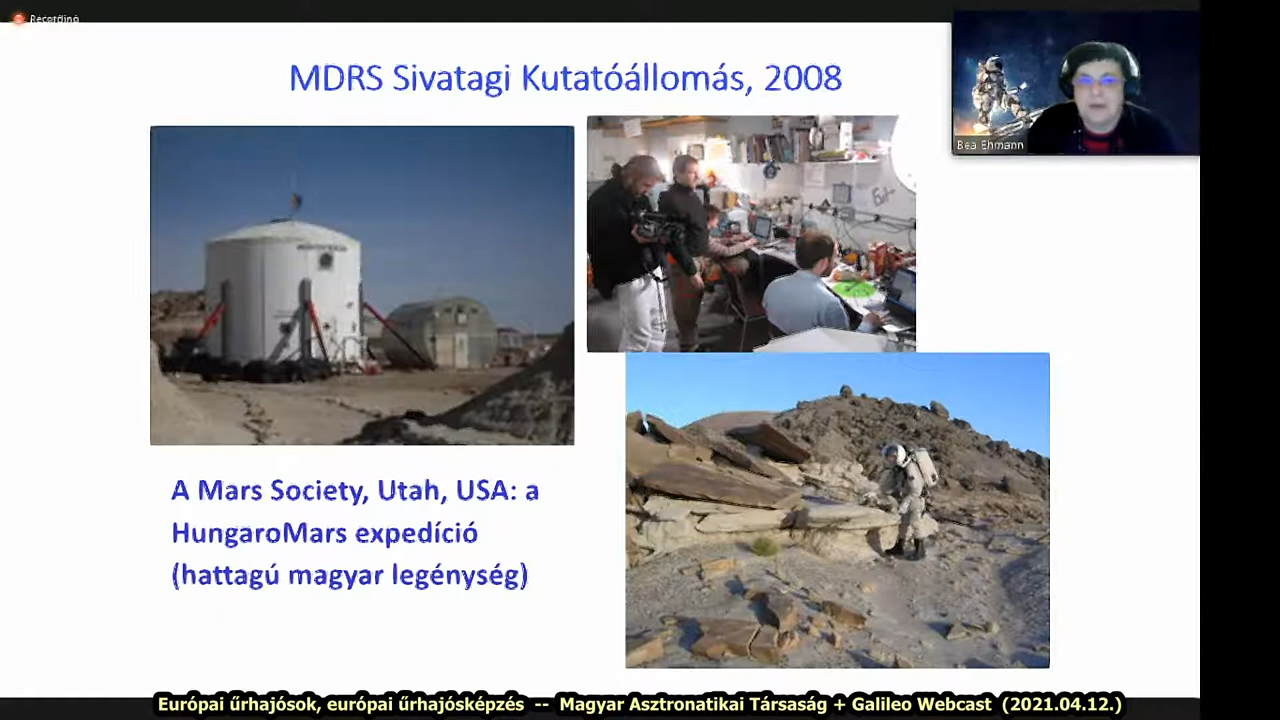 Recording
MDRS Sivatagi Kutatóállomás, 2008
Bea Ehmann
A Mars Society, Utah, USA: a
HungaroMars expedíció
(hattagú magyar legénység)
Európai űrhajósok, európai űrhajósképzés -- Magyar Asztronatikai Társaság + Galileo Webcast (2021.04.12.)